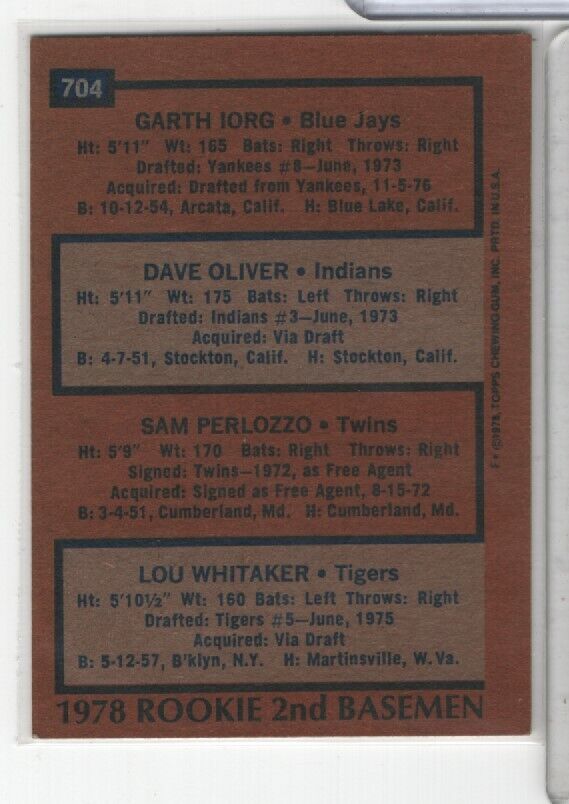 704
GARTH IORG • Blue Jays
Ht: 5'11" Wt: 165 Bats: Right Throws: Right
Drafted: Yankees #8—June, 1973
Acquired: Drafted from Yankees, 11-5-76
B: 10-12-54, Arcata, Calif. H: Blue Lake, Calif.
DAVE OLIVER • Indians
Ht: 5'11" Wt: 175 Bats: Left Throws: Right
Drafted: Indians #3—June, 1973
Acquired: Via Draft
B: 4-7-51, Stockton, Calif. H: Stockton, Calif.
SAM PERLOZZO • Twins
Ht: 5'9" Wt: 170 Bats: Right Throws: Right
Signed: Twins—1972, as Free Agent
Acquired: Signed as Free Agent, 8-15-72
B: 3-4-51, Cumberland, Md. H: Cumberland, Md.
LOU WHITAKER • Tigers
Ht: 5'10½" Wt: 160 Bats: Left Throws: Right
Drafted: Tigers #5—June, 1975
Acquired: Via Draft
B: 5-12-57, B'klyn, N.Y. H: Martinsville, W.Va.
1978 ROOKIE 2nd BASEMEN
F* ©1978, TOPPS CHEWING GUM, INC. PRTD. IN U.S.A.